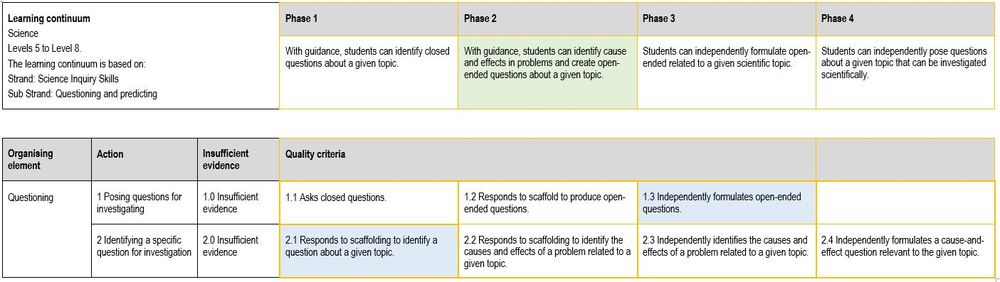 Learning continuum
Science
Levels 5 to Level 8.
The learning continuum is based on:
Strand: Science Inquiry Skills
Sub Strand: Questioning and predicting
Phase 1
With guidance, students can identify closed
questions about a given topic.
Phase 2
With guidance, students can identify cause
and effects in problems and create open-
ended questions about a given topic.
Phase 3
Students can independently formulate open-
ended related to a given scientific topic.
Phase 4
Students can independently pose questions
about a given topic that can be investigated
scientifically.
Organising
element
Action
Insufficient
evidence
Quality criteria
Questioning
1 Posing questions for
investigating
1.0 Insufficient
evidence
1.1 Asks closed questions.
1.2 Responds to scaffold to produce open-
ended questions.
1.3 Independently formulates open-ended
questions.
2 Identifying a specific
question for investigation
2.0 Insufficient
evidence
2.1 Responds to scaffolding to identify a
question about a given topic.
2.2 Responds to scaffolding to identify the
causes and effects of a problem related to a
given topic.
2.3 Independently identifies the causes and
effects of a problem related to a given topic.
2.4 Independently formulates a cause-and-
effect question relevant to the given topic.